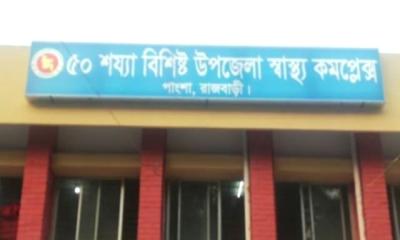 ৫০ শয্যা বিশিষ্ট উপজেলা স্বাস্থ্য কমপ্লেক্স
পাংশা, রাজবাড়ী।